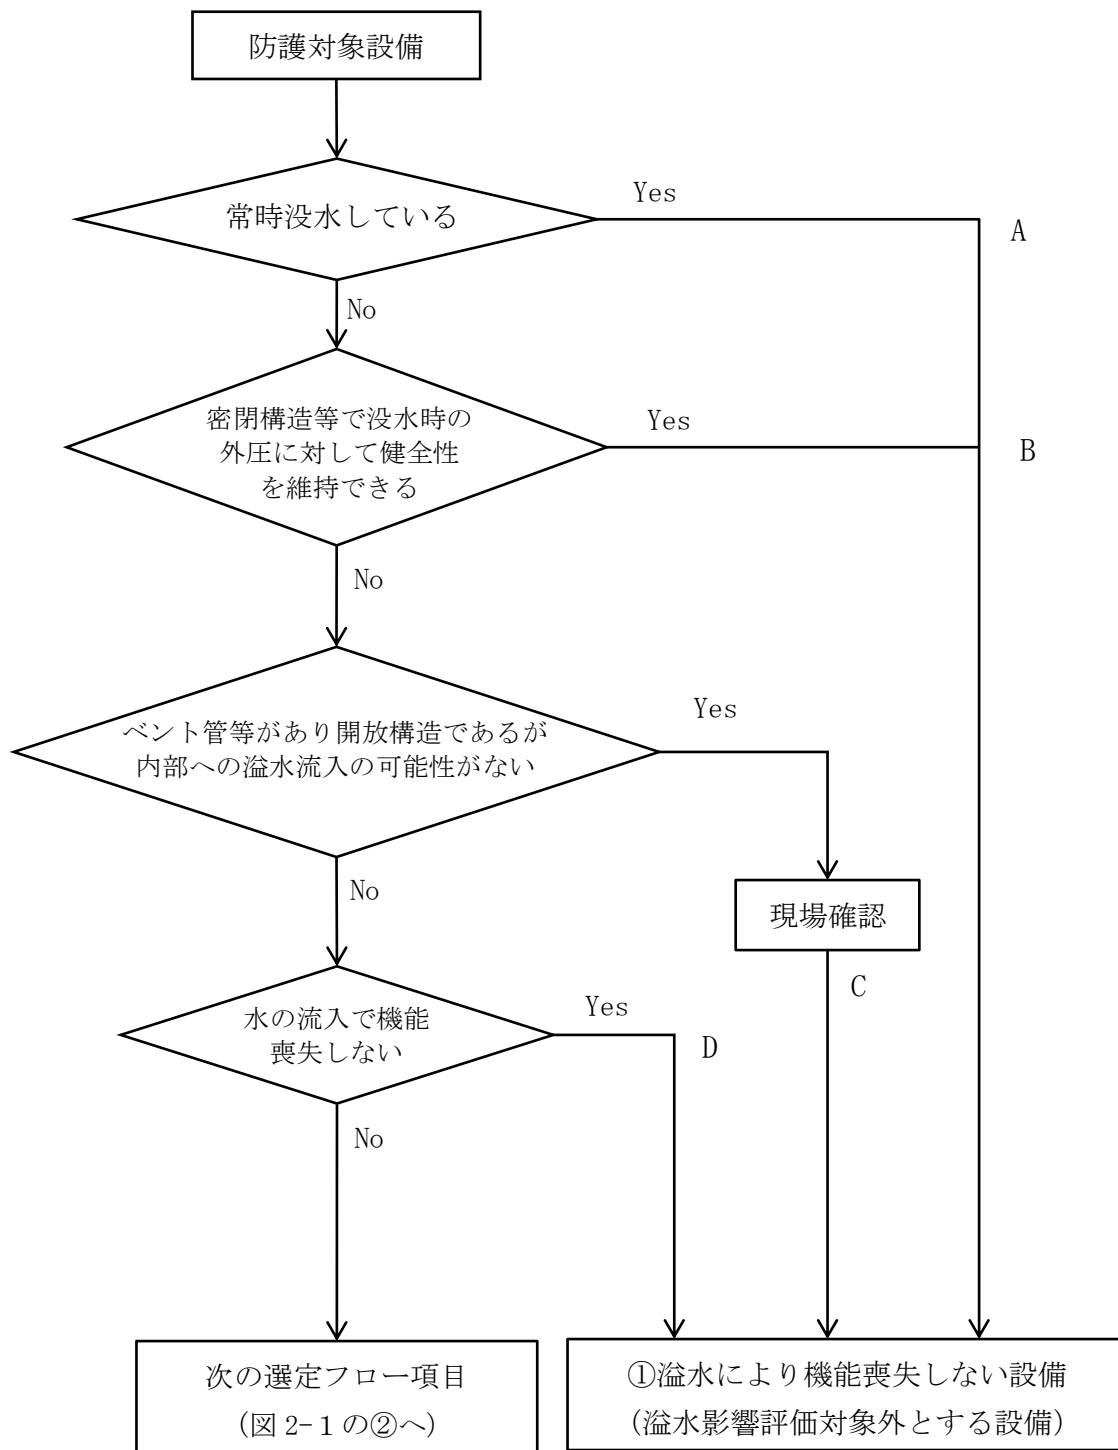 防護対象設備
常時没水している
Yes
A
No
密閉構造等で没水時の
外圧に対して健全性
を維持できる
Yes
B
No
ベント管等があり開放構造であるが
内部への溢水流入の可能性がない
Yes
No
現場確認
C
水の流入で機能
喪失しない
Yes
D
No
次の選定フロー項目
(図 2-1 の②へ)
①溢水により機能喪失しない設備
(溢水影響評価対象外とする設備)